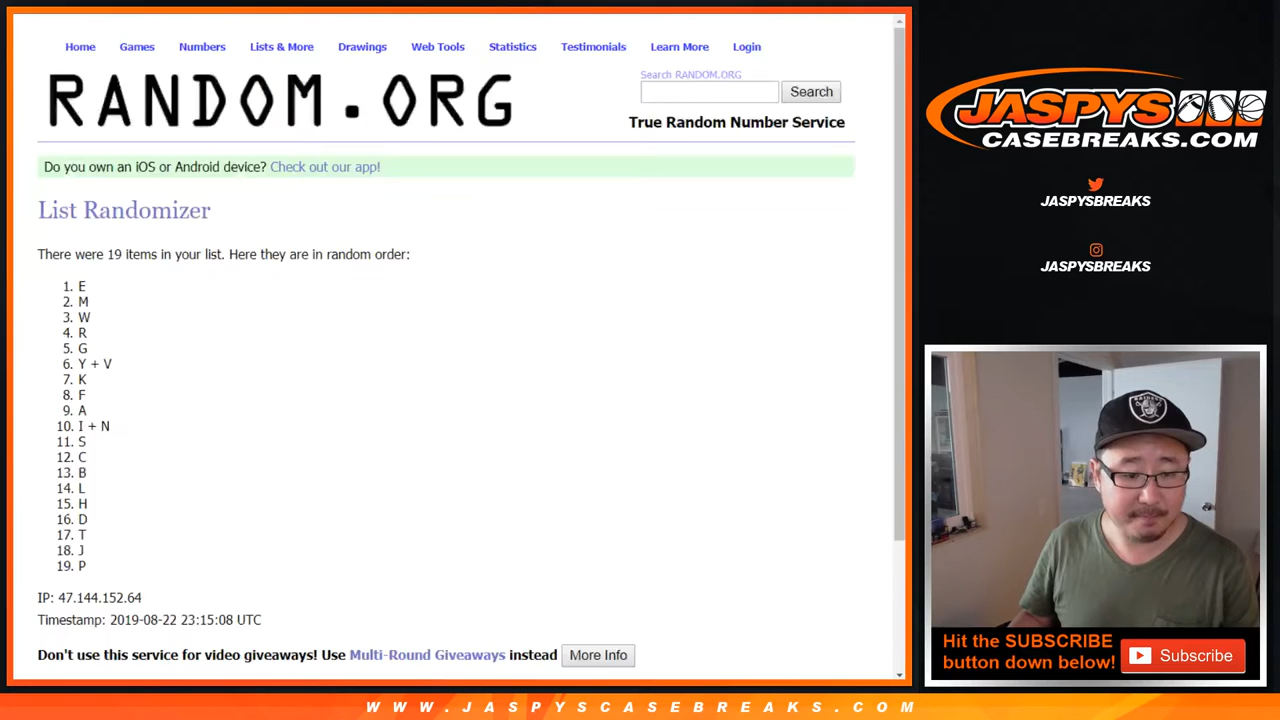 Home Games Numbers Lists & More Drawings Web Tools Statistics Testimonials Learn More Login
RANDOM.ORG
Search RANDOM.ORG
Search
True Random Number Service
Do you own an iOS or Android device? Check out our app!
List Randomizer
There were 19 items in your list. Here they are in random order:
1. E
2. M
3. W
4. R
5. G
6. Y + V
7. K
8. F
9. A
10. I + N
11. S
12. C
13. B
14. L
15. H
16. D
17. T
18. J
19. P
IP: 47.144.152.64
Timestamp: 2019-08-22 23:15:08 UTC
Don't use this service for video giveaways! Use Multi-Round Giveaways instead More Info
JASPYS
CASEBREAKS.COM
JASPYSBREAKS
JASPYSBREAKS
RAIDERS
Hit the SUBSCRIBE
button down below!
Subscribe
WWW.JASPYSCASEBREAKS.COM